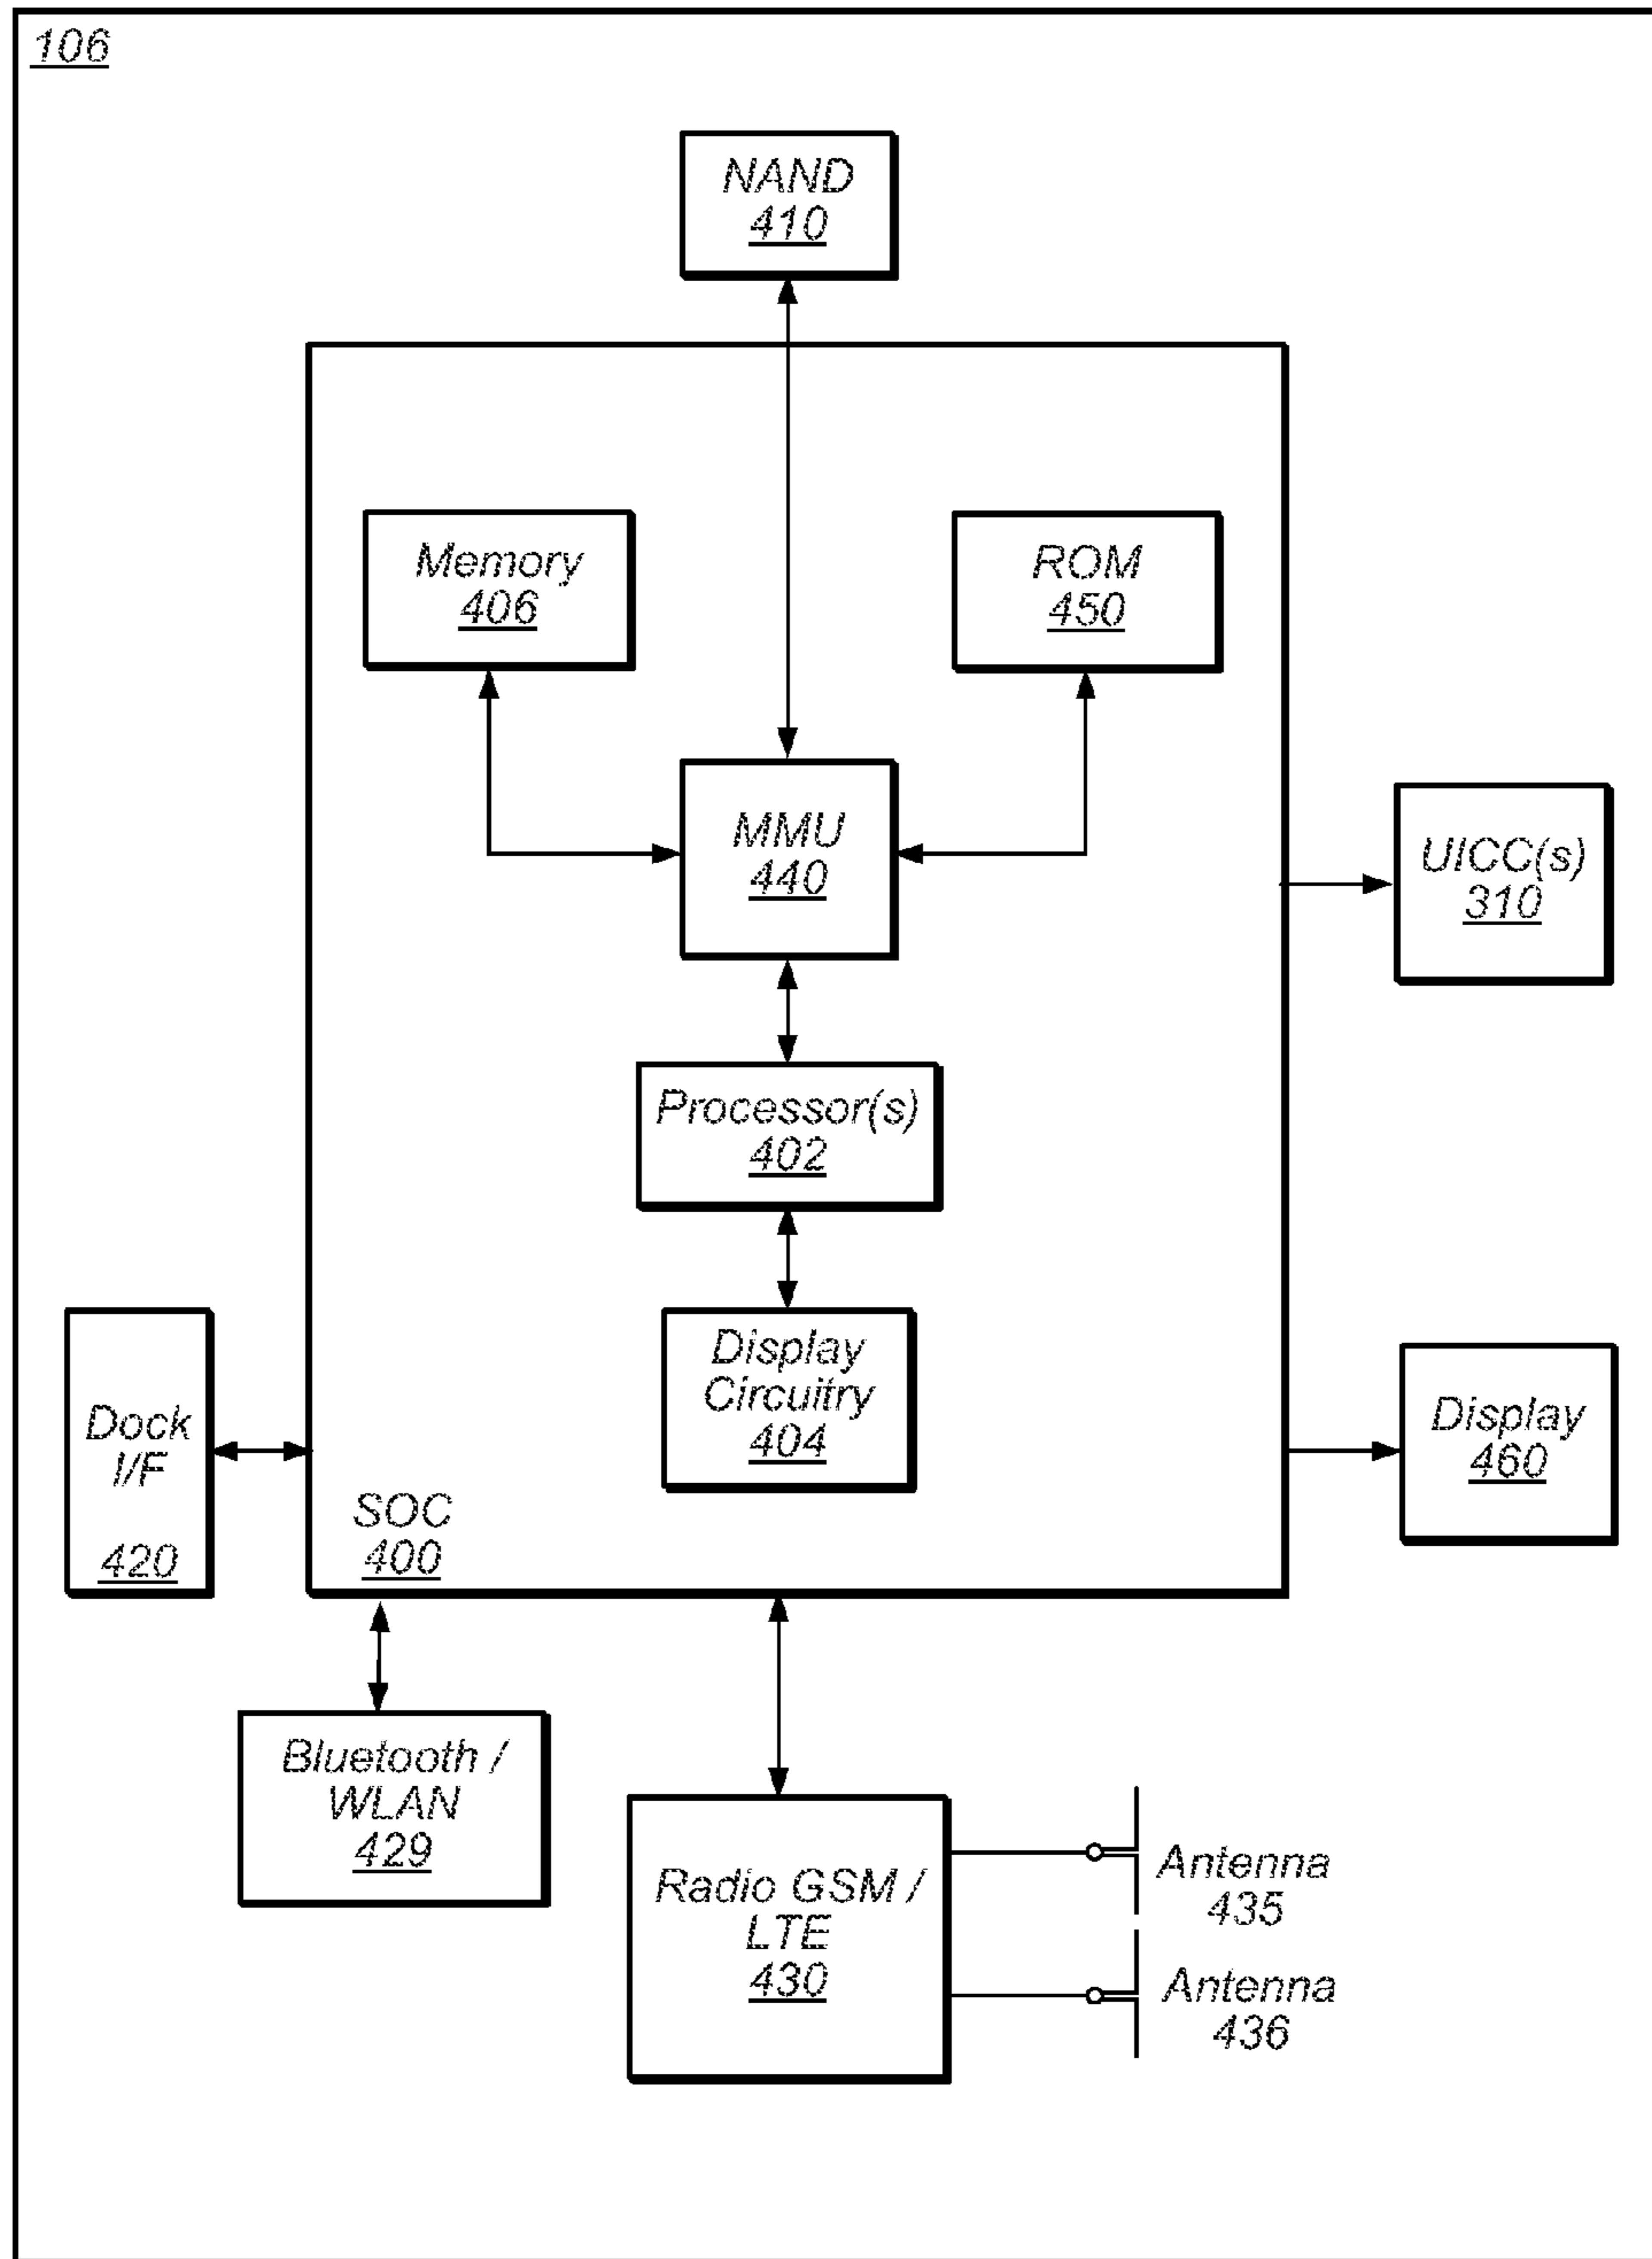 106
NAND
410
Memory
406
ROM
450
MMU
440
UICC(s)
310
Processor(s)
402
Display
Circuitry
404
Dock
I/F
420
Display
460
SOC
400
Bluetooth /
WLAN
429
Radio GSM /
LTE
430
Antenna
435
Antenna
436